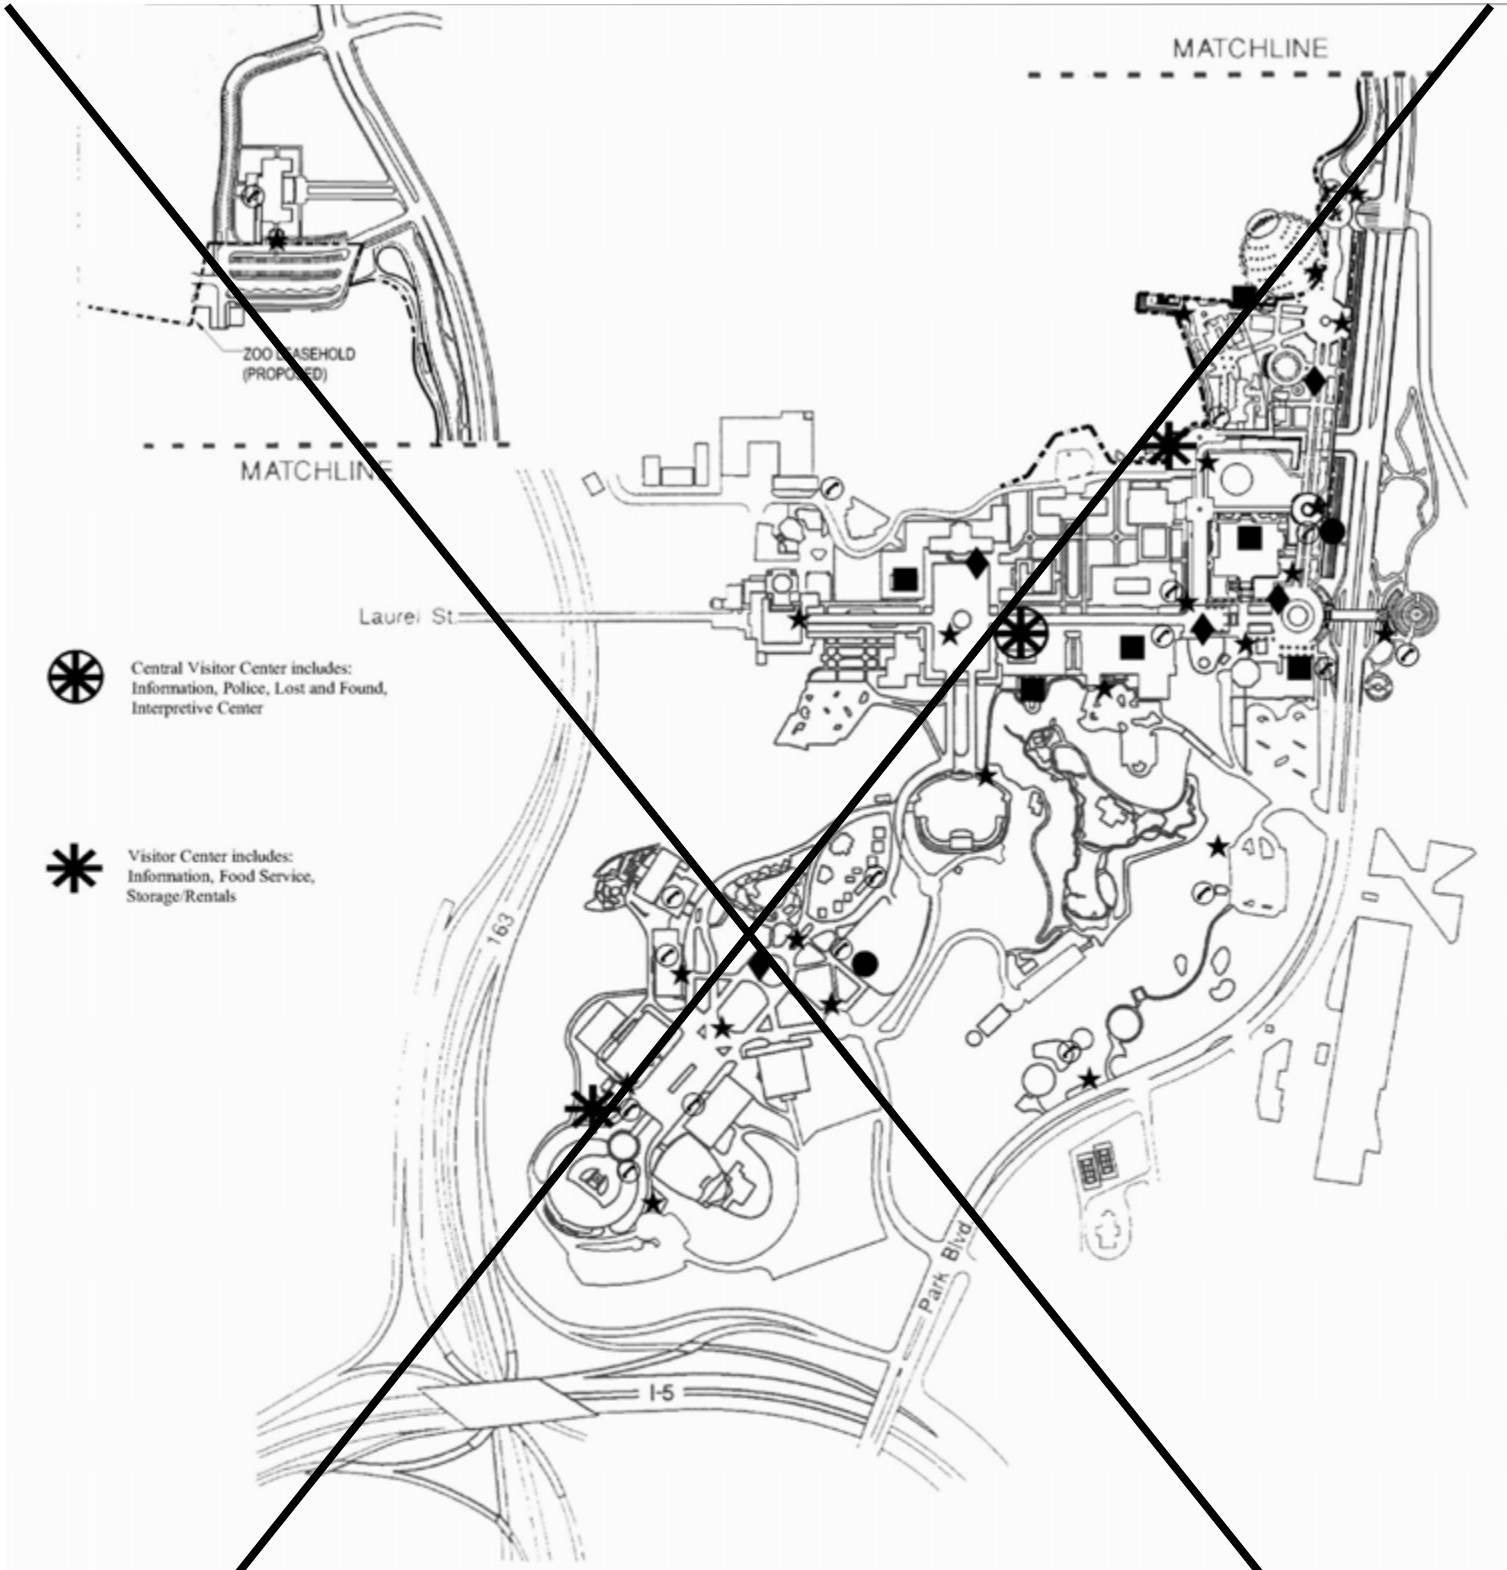 MATCHLINE
ZOO LEASEHOLD
(PROPOSED)
MATCHLINE
Laurel St.
Central Visitor Center includes:
Information, Police, Lost and Found,
Interpretive Center
Visitor Center includes:
Information, Food Service,
Storage/Rentals
163
Park Blvd
I-5